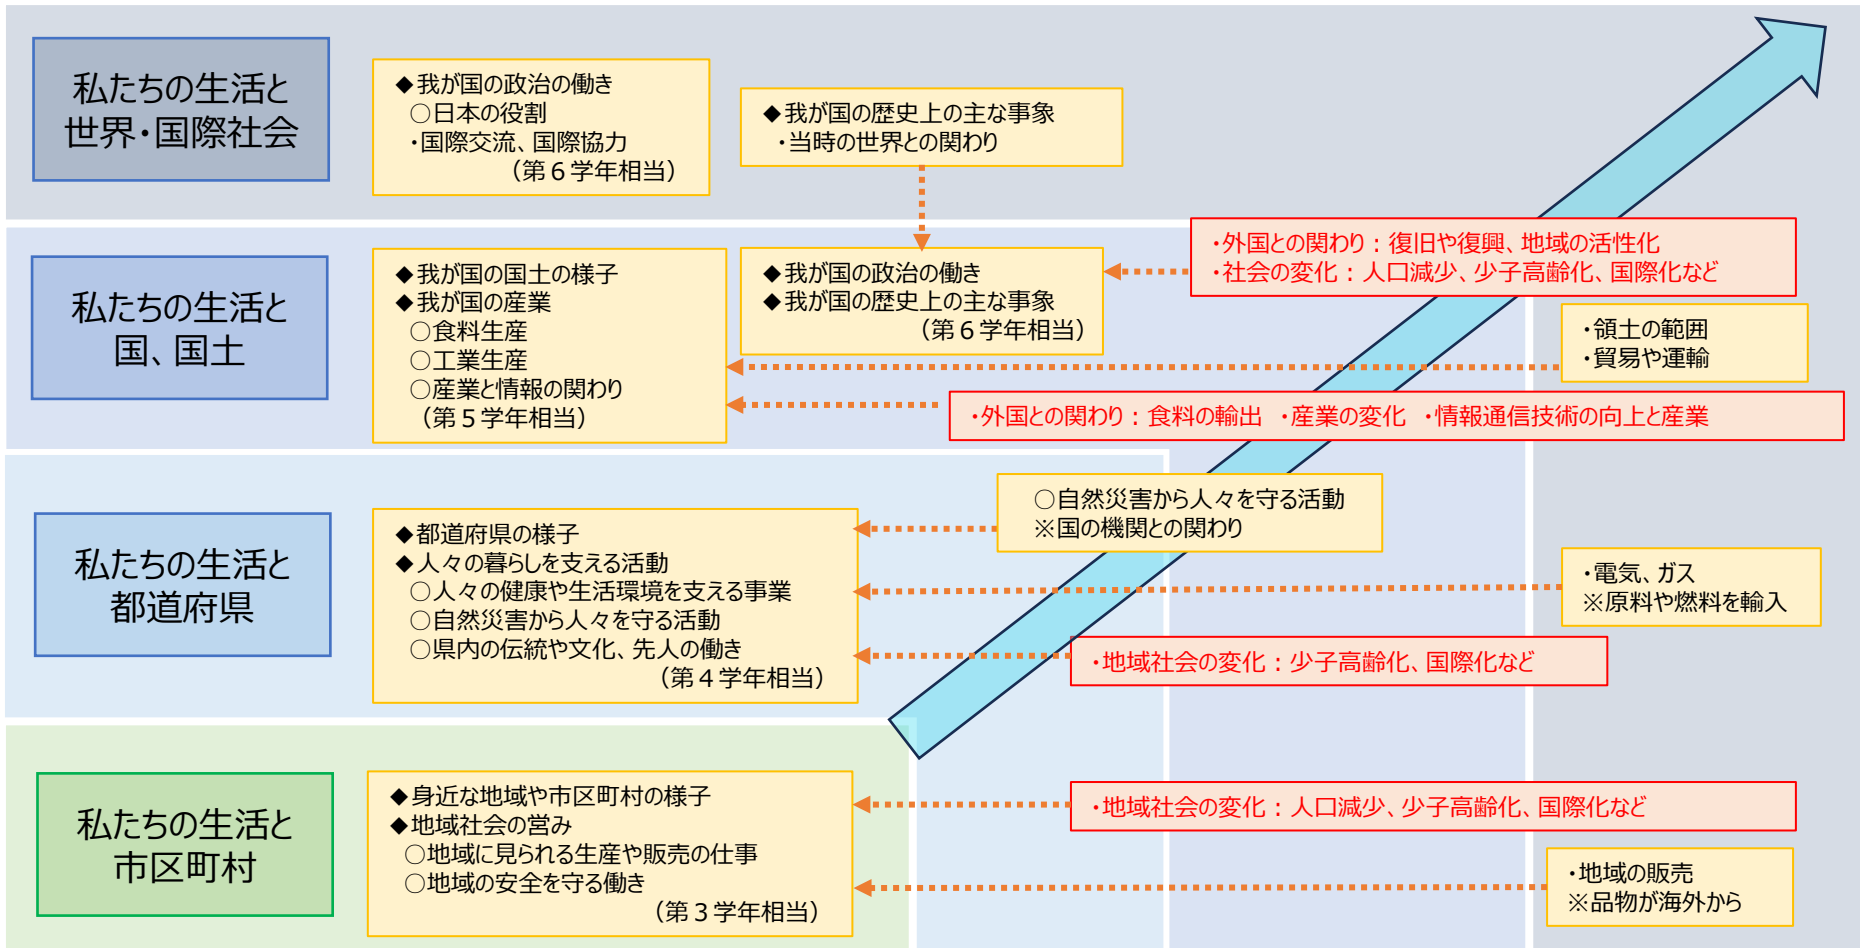 私たちの生活と
世界・国際社会
◆我が国の政治の働き
○日本の役割
・国際交流、国際協力
（第６学年相当）
◆我が国の歴史上の主な事象
・当時の世界との関わり
私たちの生活と
国、国土
◆我が国の国土の様子
◆我が国の産業
○食料生産
○工業生産
○産業と情報の関わり
（第５学年相当）
◆我が国の政治の働き
◆我が国の歴史上の主な事象
（第６学年相当）
・外国との関わり：復旧や復興、地域の活性化
・社会の変化：人口減少、少子高齢化、国際化など
・領土の範囲
・貿易や運輸
・外国との関わり：食料の輸出　・産業の変化　・情報通信技術の向上と産業
私たちの生活と
都道府県
◆都道府県の様子
◆人々の暮らしを支える活動
○人々の健康や生活環境を支える事業
○自然災害から人々を守る活動
○県内の伝統や文化、先人の働き
（第４学年相当）
○自然災害から人々を守る活動
※国の機関との関わり
・電気、ガス
※原料や燃料を輸入
・地域社会の変化：少子高齢化、国際化など
私たちの生活と
市区町村
◆身近な地域や市区町村の様子
◆地域社会の営み
○地域に見られる生産や販売の仕事
○地域の安全を守る働き
（第３学年相当）
・地域社会の変化：人口減少、少子高齢化、国際化など
・地域の販売
※品物が海外から